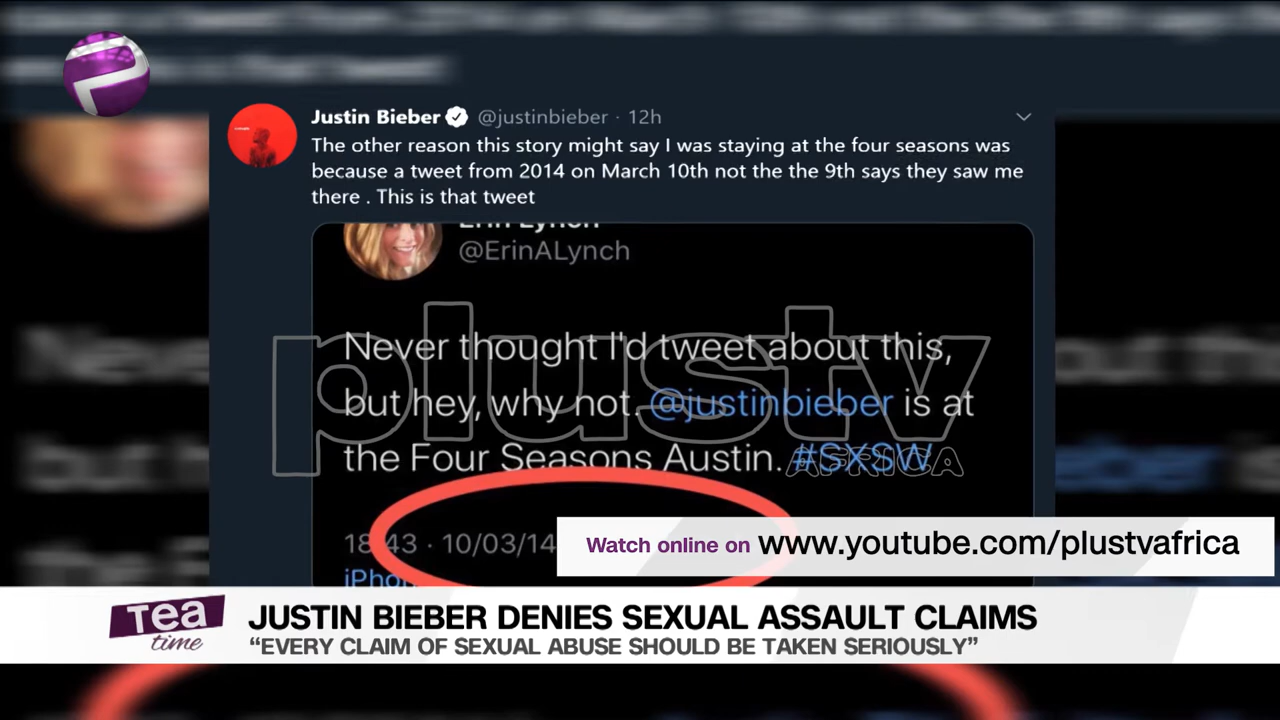 Justin Bieber @justinbieber · 12h
The other reason this story might say I was staying at the four seasons was
because a tweet from 2014 on March 10th not the the 9th says they saw me
there . This is that tweet
Erin Lynch
@ErinALynch
Never thought I'd tweet about this,
but hey, why not. @justinbieber is at
the Four Seasons Austin. #SXSW
plustv
AFRICA
18:43 · 10/03/14
iPhon
Watch online on www.youtube.com/plustvafrica
Tea
time
JUSTIN BIEBER DENIES SEXUAL ASSAULT CLAIMS
“EVERY CLAIM OF SEXUAL ABUSE SHOULD BE TAKEN SERIOUSLY”